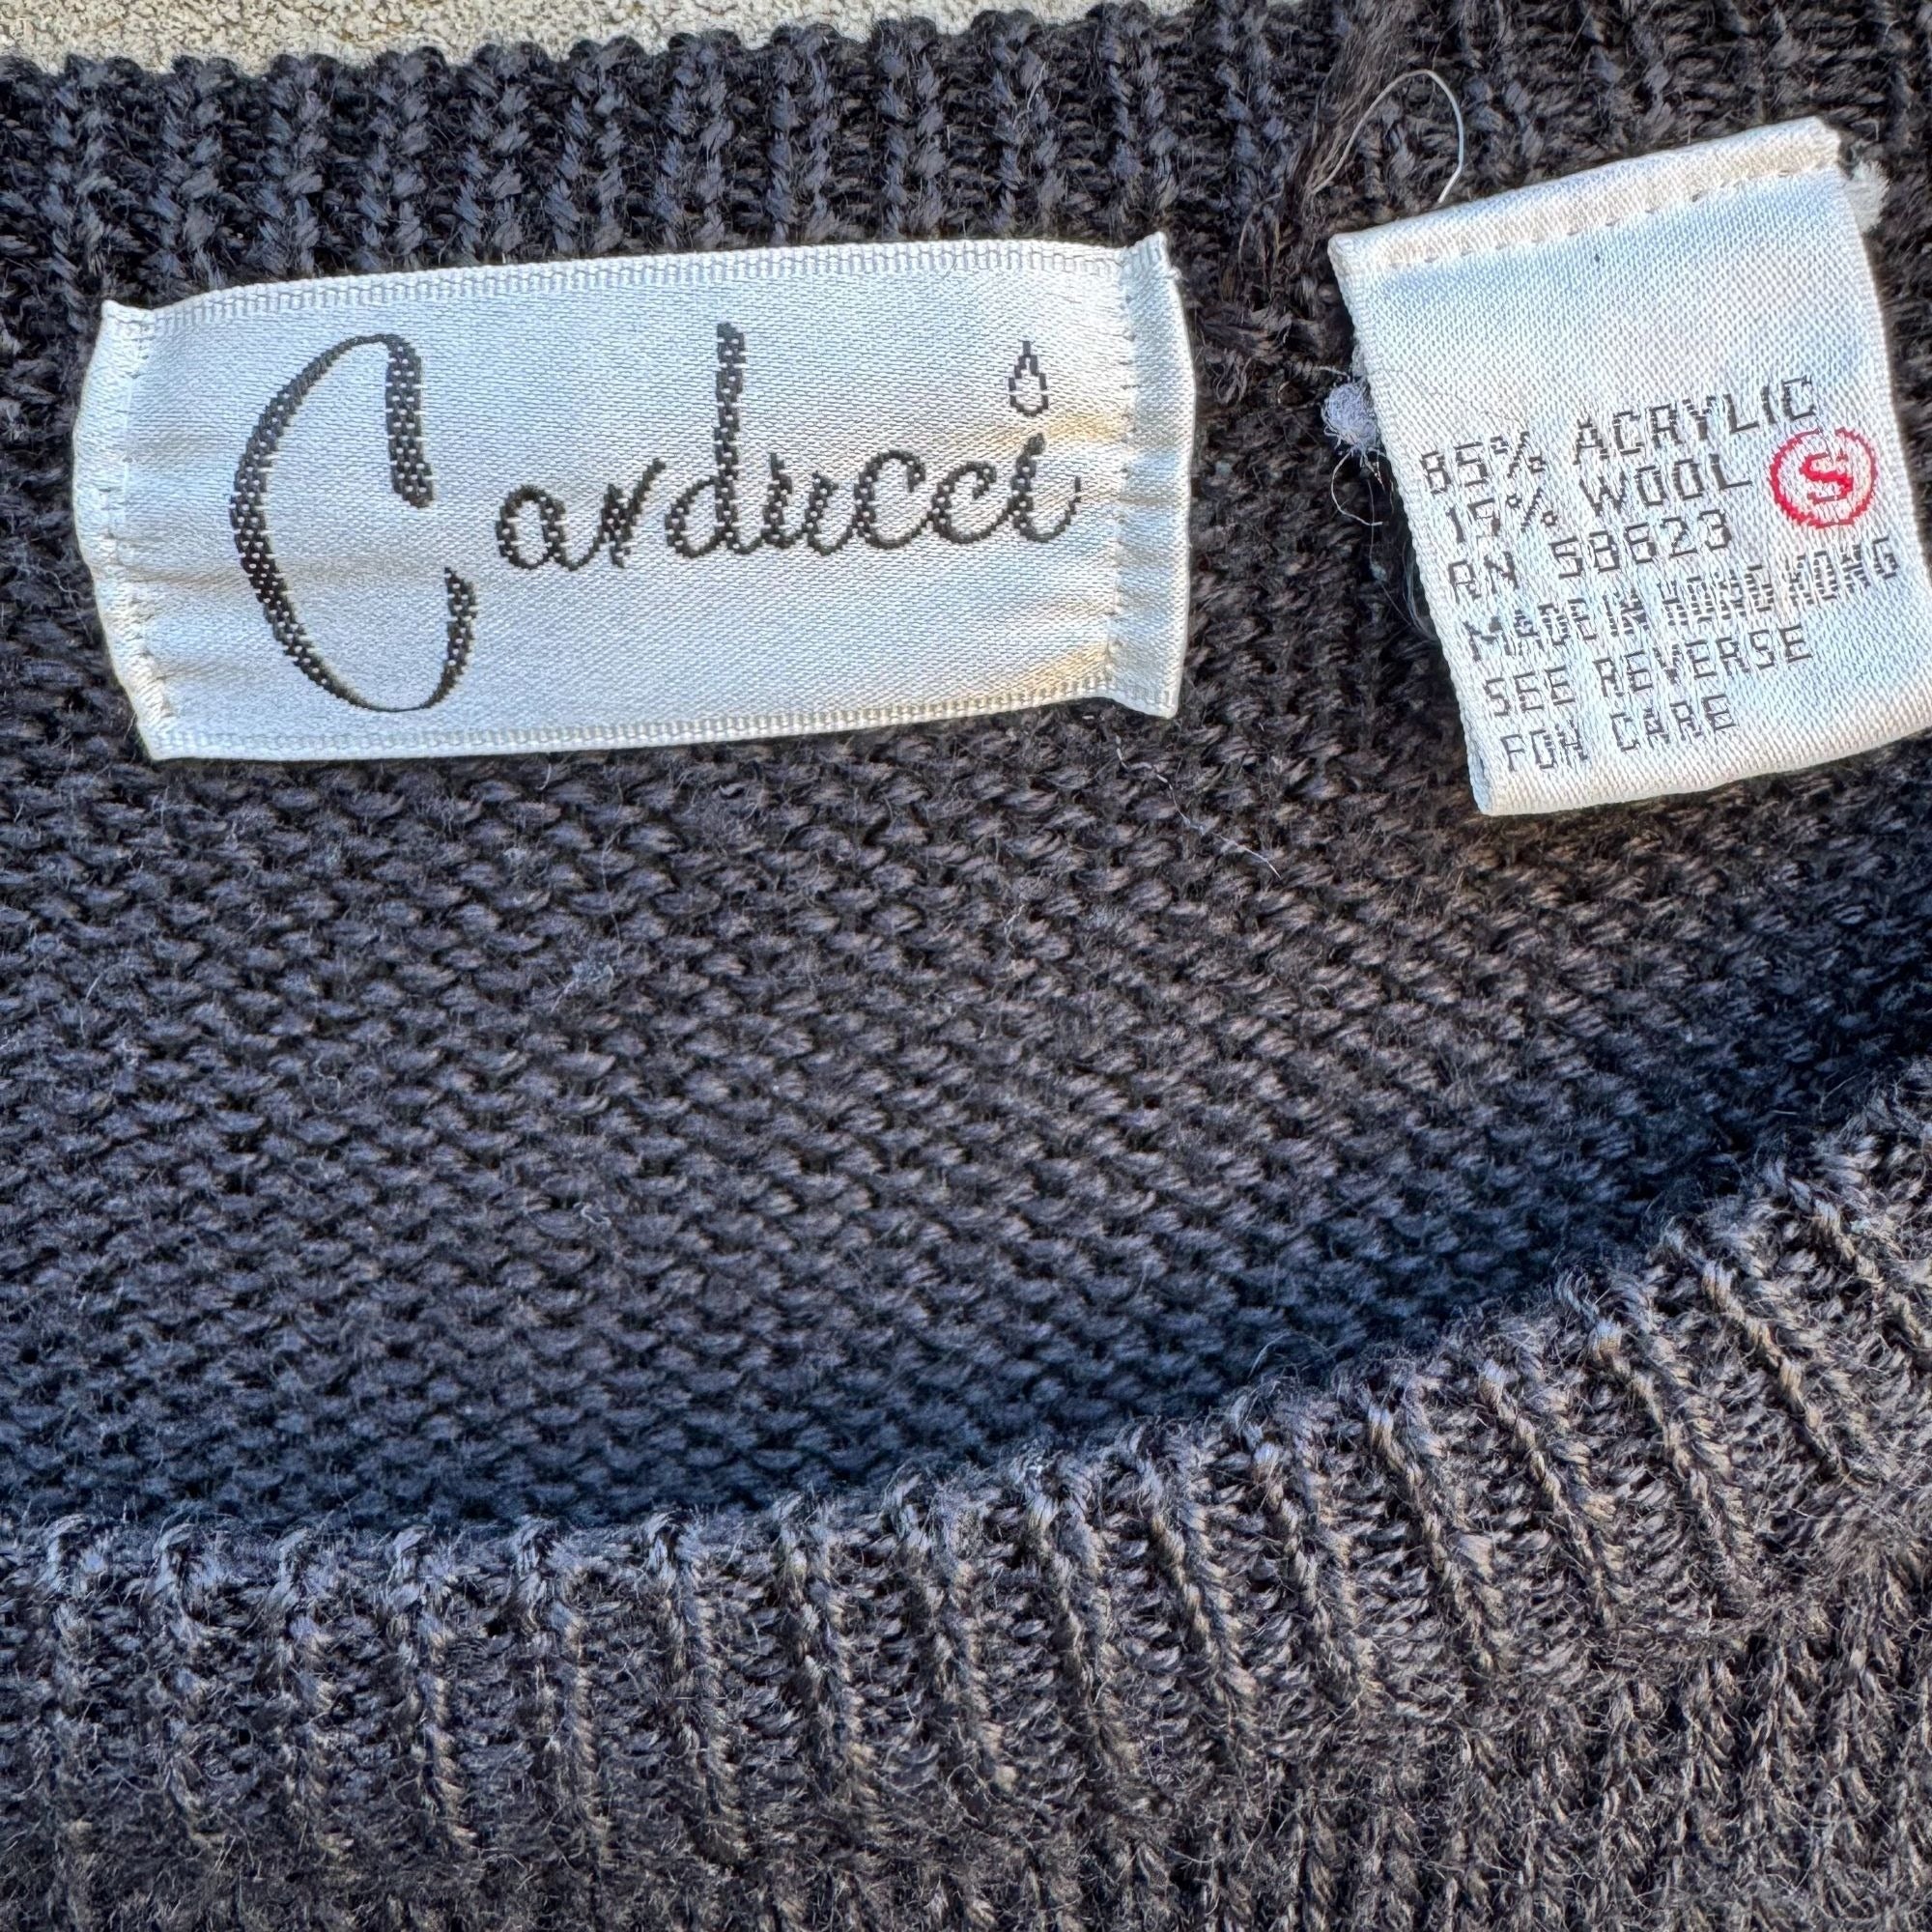 Carducci
85% ACRYLIC
15% WOOL
S
RN 58623
MADE IN HONG KONG
SEE REVERSE
FOR CARE